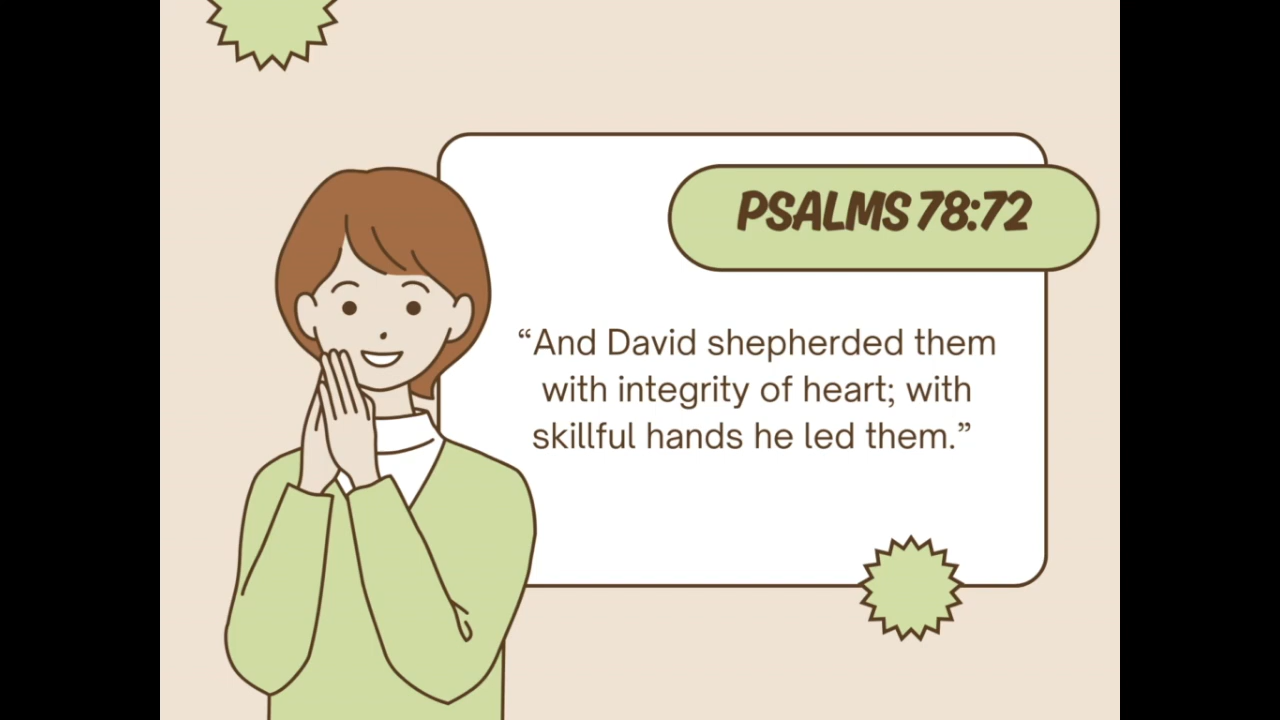 PSALMS 78:72
“And David shepherded them
with integrity of heart; with
skillful hands he led them.”